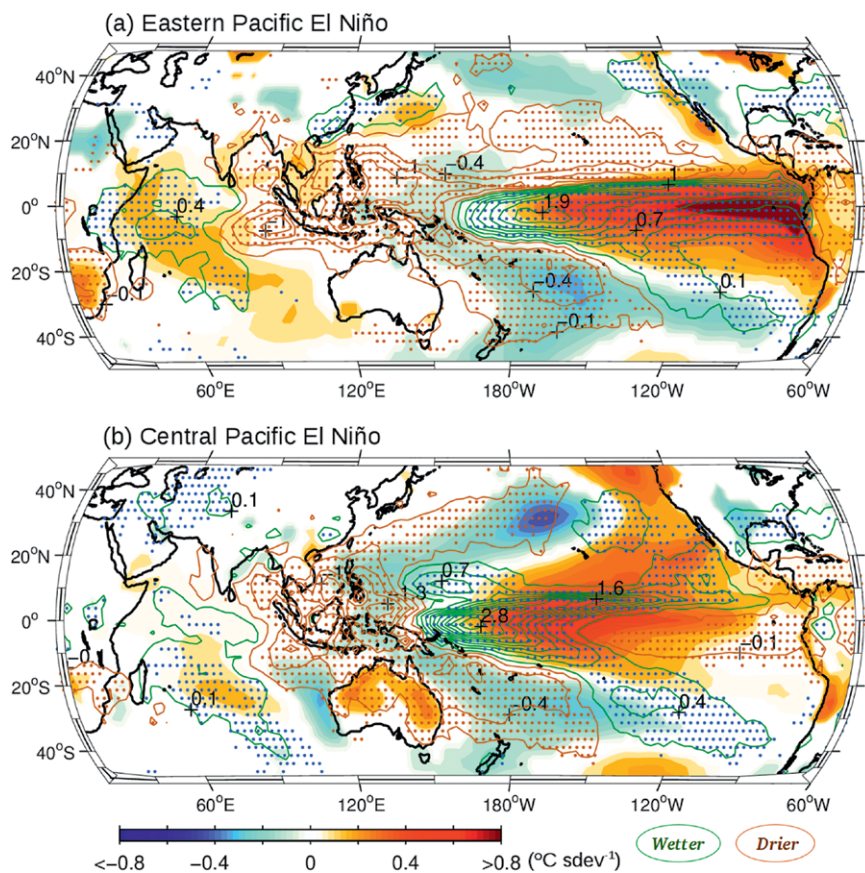 (a) Eastern Pacific El Niño
40°N
20°N
0°
20°S
40°S
0.4
-1
-0.1
1
-0.4
1.9
0.7
1
-0.4
-0.1
0.1
60°E 120°E 180°W 120°W 60°W
(b) Central Pacific El Niño
40°N
20°N
0°
20°S
40°S
0.1
0.7
3
1.6
2.8
-0.1
0.1
-0.4
0.4
60°E 120°E 180°W 120°W 60°W
<-0.8 -0.4 0 0.4 >0.8 (°C sdev⁻¹)
Wetter Drier